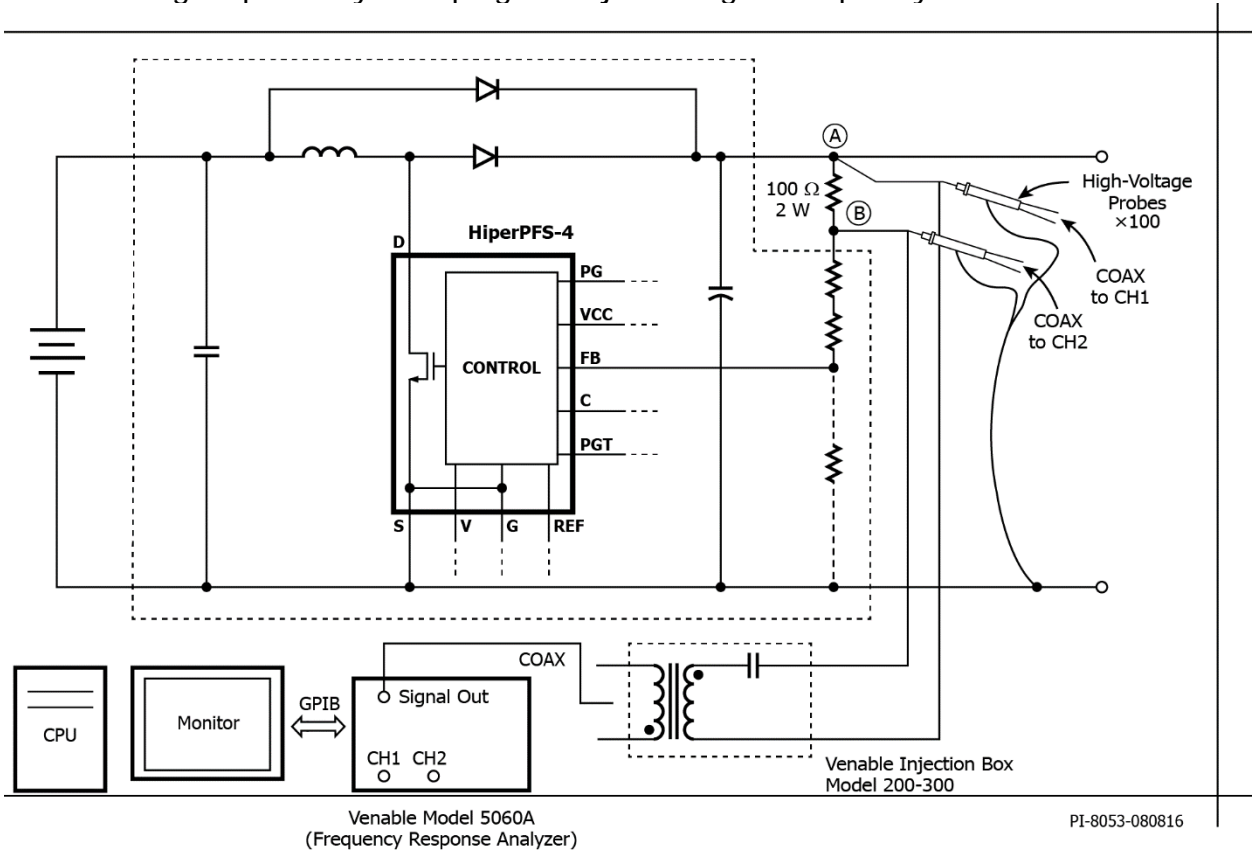 A
100 Ω
2 W
B
High-Voltage
Probes
×100
COAX
to CH1
COAX
to CH2
HiperPFS-4
D
PG
VCC
CONTROL
FB
C
PGT
S
V
G
REF
COAX
Signal Out
GPIB
CPU
Monitor
CH1 CH2
Venable Injection Box
Model 200-300
Venable Model 5060A
(Frequency Response Analyzer)
PI-8053-080816